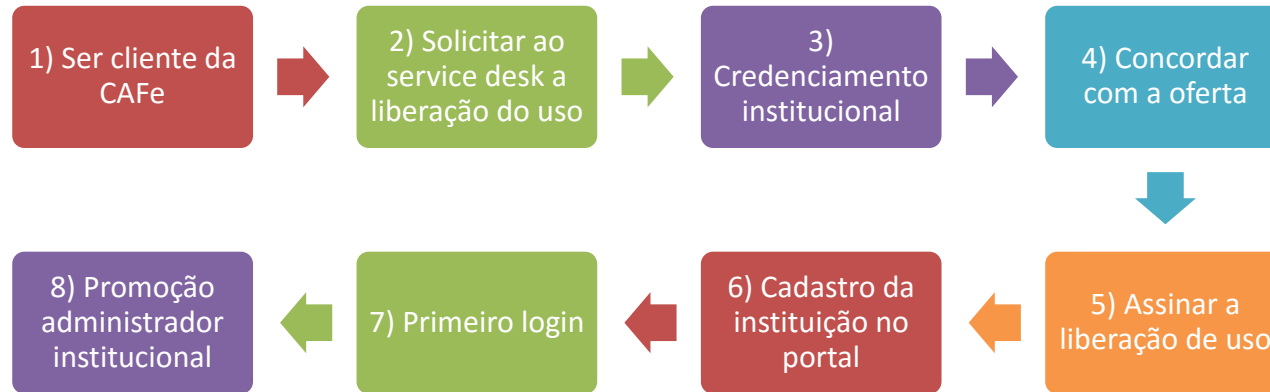 1) Ser cliente da
CAFe
2) Solicitar ao
service desk a
liberação do uso
3)
Credenciamento
institucional
4) Concordar
com a oferta
5) Assinar a
liberação de uso
6) Cadastro da
instituição no
portal
7) Primeiro login
8) Promoção
administrador
institucional